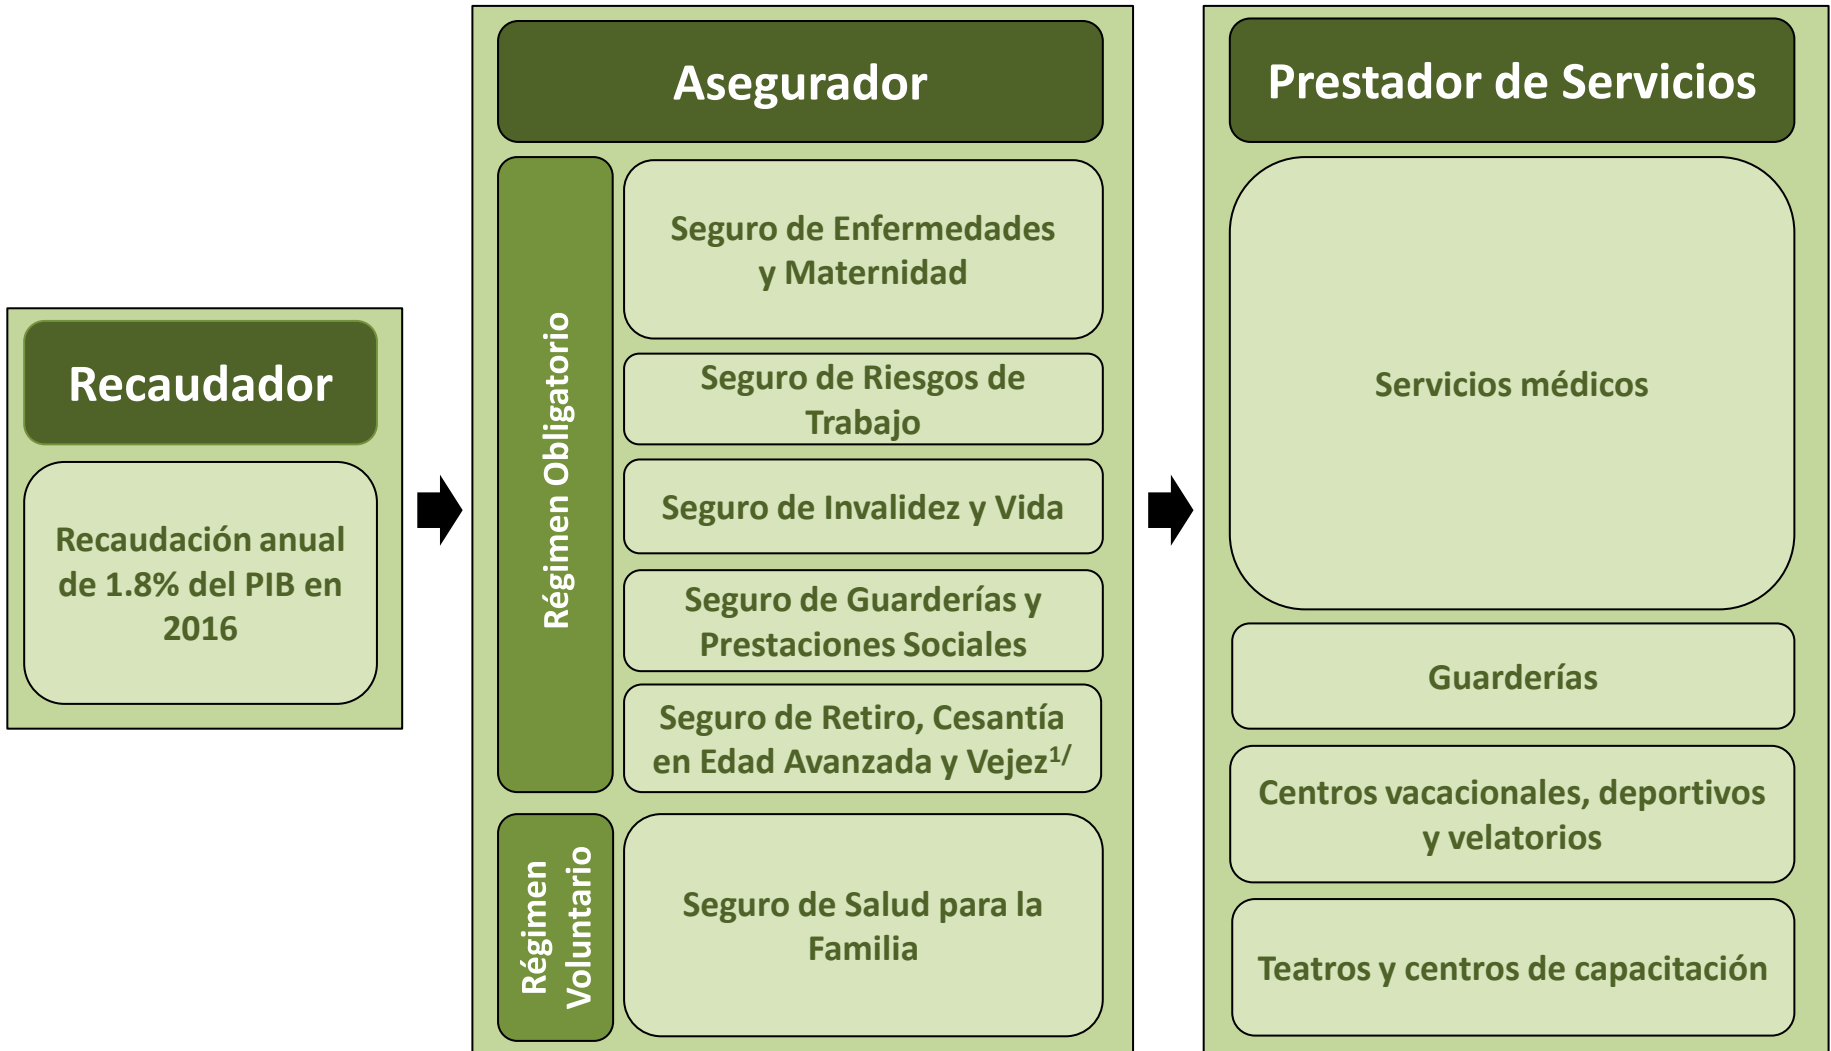 Recaudador
Recaudación anual
de 1.8% del PIB en
2016
Asegurador
Régimen Obligatorio
Seguro de Enfermedades
y Maternidad
Seguro de Riesgos de
Trabajo
Seguro de Invalidez y Vida
Seguro de Guarderías y
Prestaciones Sociales
Seguro de Retiro, Cesantía
en Edad Avanzada y Vejez1/
Régimen
Voluntario
Seguro de Salud para la
Familia
Prestador de Servicios
Servicios médicos
Guarderías
Centros vacacionales, deportivos
y velatorios
Teatros y centros de capacitación